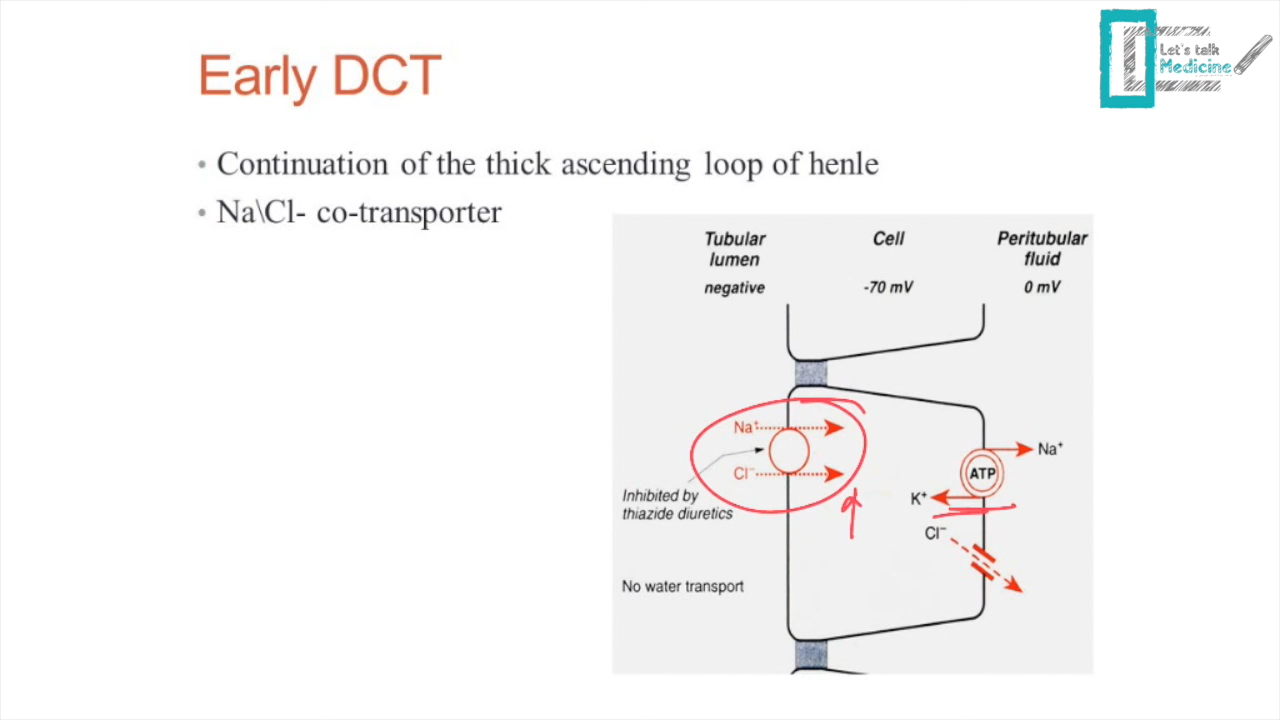 Let's talk
Medicine
Early DCT
• Continuation of the thick ascending loop of henle
• Na\Cl- co-transporter
Tubular lumen
negative
Cell
-70 mV
Peritubular fluid
0 mV
Na⁺
Cl⁻
Inhibited by
thiazide diuretics
No water transport
ATP
Na⁺
K⁺
Cl⁻